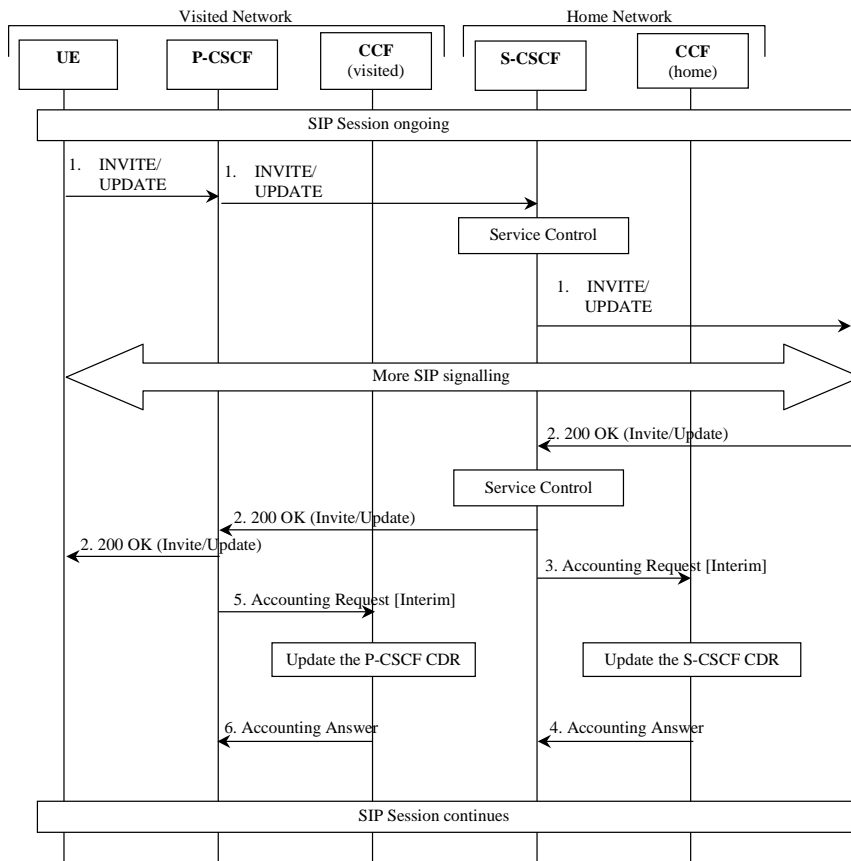 Visited Network
Home Network
UE
P-CSCF
CCF
(visited)
S-CSCF
CCF
(home)
SIP Session ongoing
1. INVITE/
UPDATE
1. INVITE/
UPDATE
Service Control
1. INVITE/
UPDATE
More SIP signalling
2. 200 OK (Invite/Update)
Service Control
2. 200 OK (Invite/Update)
2. 200 OK (Invite/Update)
3. Accounting Request [Interim]
5. Accounting Request [Interim]
Update the P-CSCF CDR
Update the S-CSCF CDR
6. Accounting Answer
4. Accounting Answer
SIP Session continues